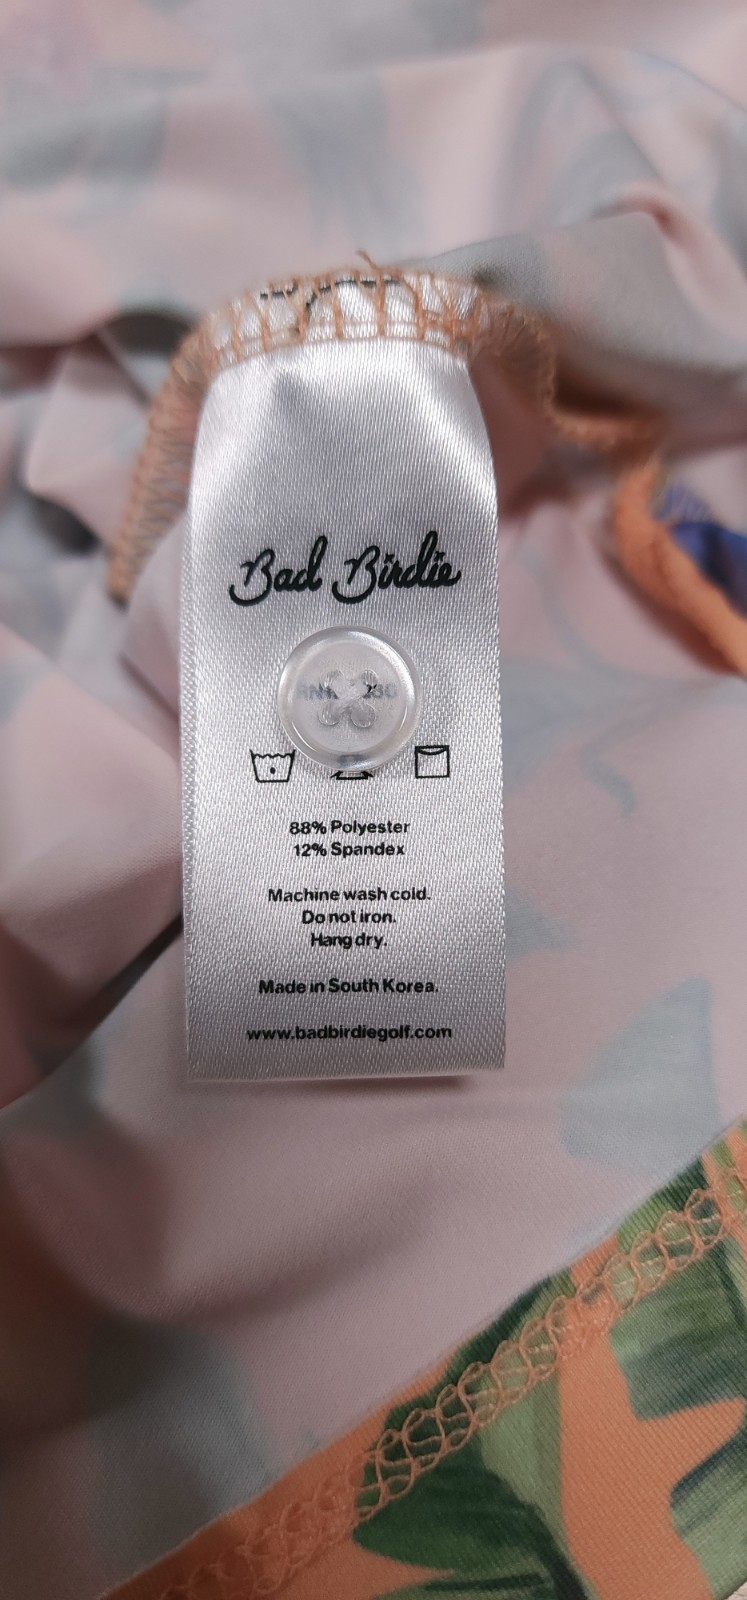 Bad Birdie
88% Polyester
12% Spandex
Machine wash cold.
Do not iron.
Hang dry.
Made in South Korea.
www.badbirdiegolf.com